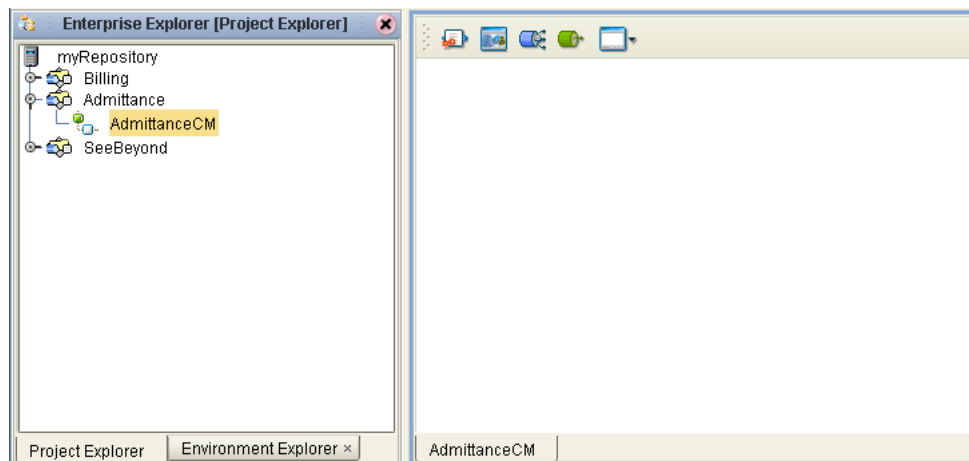 Enterprise Explorer [Project Explorer]
myRepository
Billing
Admittance
AdmittanceCM
SeeBeyond
Project Explorer
Environment Explorer ×
AdmittanceCM